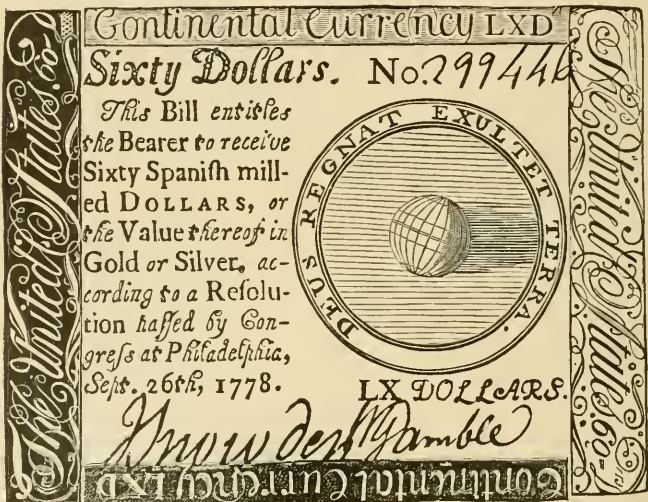 Continental Currency LXD
Sixty Dollars. No. 299446
This Bill entitles
the Bearer to receive
Sixty Spaniſh mill-
ed DOLLARS, or
the Value thereof in
Gold or Silver, ac-
cording to a Reſolu-
tion paſſed by Con-
greſs at Philadelphia,
Sept. 26th, 1778.
DEUS REGNAT EXULTET TERRA.
LX DOLLARS.
Snowden Gamble
The United States. 60-
The United States. 60-
Continental Currency LXD